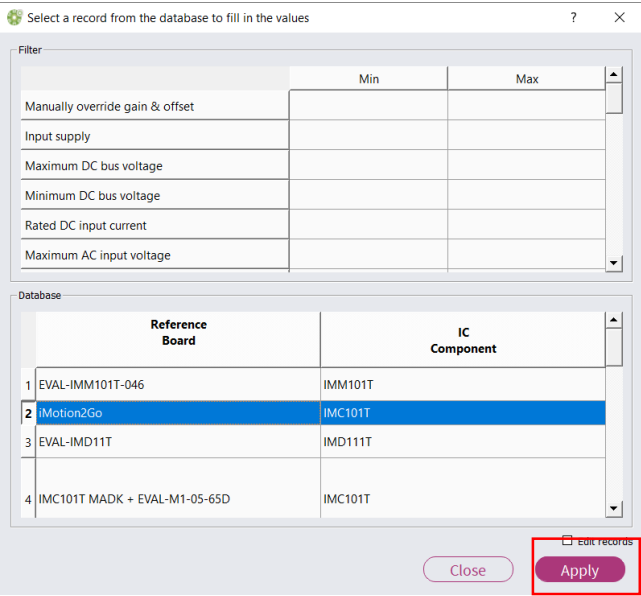 Select a record from the database to fill in the values ? ×
Filter
Min Max
Manually override gain & offset
Input supply
Maximum DC bus voltage
Minimum DC bus voltage
Rated DC input current
Maximum AC input voltage
Database
Reference
Board
IC
Component
1 EVAL-IMM101T-046 IMM101T
2 iMotion2Go IMC101T
3 EVAL-IMD11T IMD111T
4 IMC101T MADK + EVAL-M1-05-65D IMC101T
Edit records
Close Apply